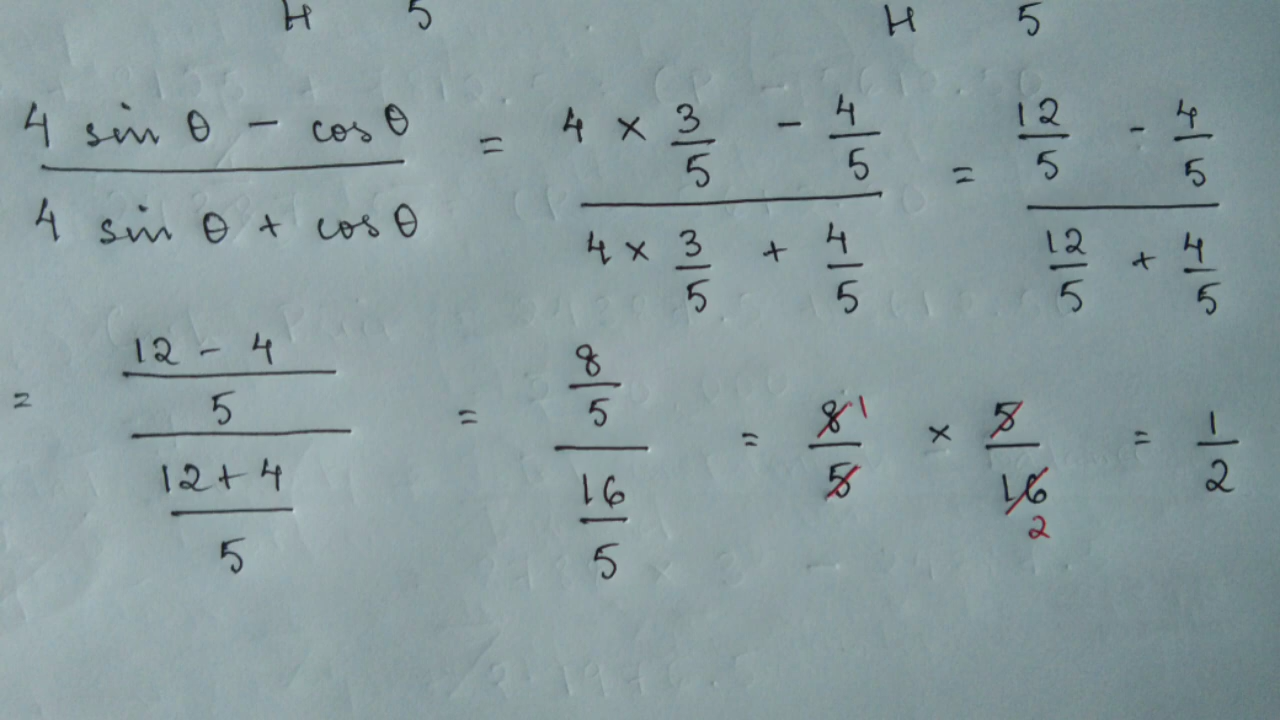 H 5 H 5
4 sin θ - cos θ / 4 sin θ + cos θ = 4 × 3/5 - 4/5 / 4 × 3/5 + 4/5 = 12/5 - 4/5 / 12/5 + 4/5
= 12 - 4 / 5 / 12 + 4 / 5 = 8/5 / 16/5 = 8/5 1 × 5/16 2 = 1/2